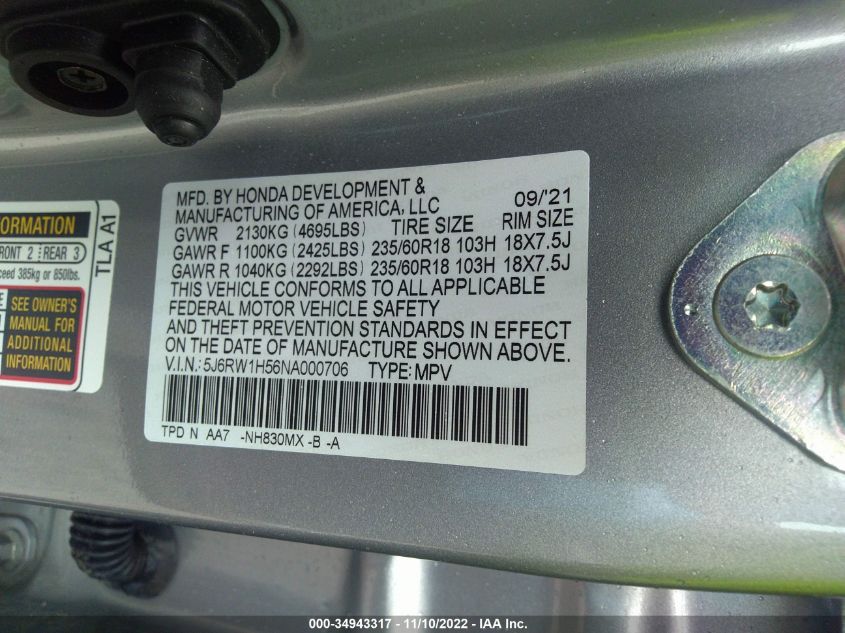 MFD. BY HONDA DEVELOPMENT &
MANUFACTURING OF AMERICA, LLC 09/'21
GVWR 2130KG (4695LBS) TIRE SIZE RIM SIZE
GAWR F 1100KG (2425LBS) 235/60R18 103H 18X7.5J
GAWR R 1040KG (2292LBS) 235/60R18 103H 18X7.5J
THIS VEHICLE CONFORMS TO ALL APPLICABLE
FEDERAL MOTOR VEHICLE SAFETY
AND THEFT PREVENTION STANDARDS IN EFFECT
ON THE DATE OF MANUFACTURE SHOWN ABOVE.
V.I.N.: 5J6RW1H56NA000706 TYPE: MPV
TPD N AA7 -NH830MX -B -A
FRONT 2 REAR 3
385kg or 850lbs.
SEE OWNER'S
MANUAL FOR
ADDITIONAL
INFORMATION
TLA A1
000-34943317 - 11/10/2022 - IAA Inc.